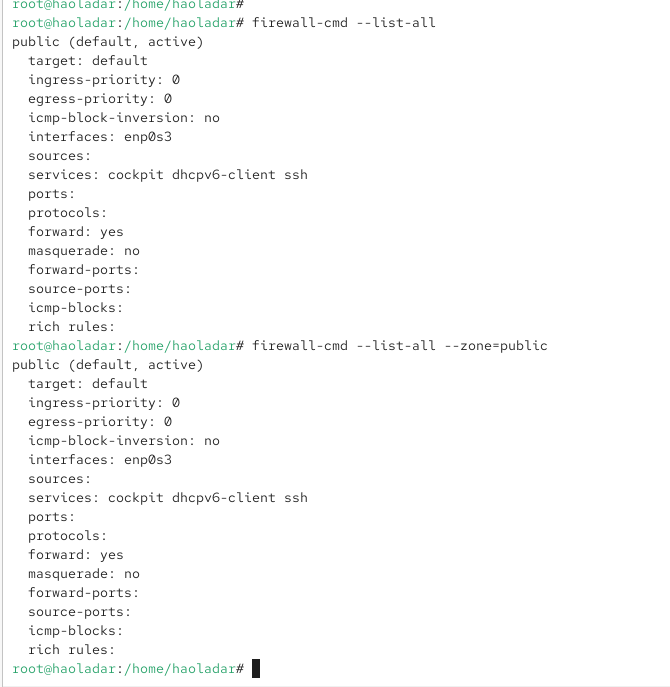 root@haoladar:/home/haoladar#
root@haoladar:/home/haoladar# firewall-cmd --list-all
public (default, active)
  target: default
  ingress-priority: 0
  egress-priority: 0
  icmp-block-inversion: no
  interfaces: enp0s3
  sources:
  services: cockpit dhcpv6-client ssh
  ports:
  protocols:
  forward: yes
  masquerade: no
  forward-ports:
  source-ports:
  icmp-blocks:
  rich rules:
root@haoladar:/home/haoladar# firewall-cmd --list-all --zone=public
public (default, active)
  target: default
  ingress-priority: 0
  egress-priority: 0
  icmp-block-inversion: no
  interfaces: enp0s3
  sources:
  services: cockpit dhcpv6-client ssh
  ports:
  protocols:
  forward: yes
  masquerade: no
  forward-ports:
  source-ports:
  icmp-blocks:
  rich rules:
root@haoladar:/home/haoladar#